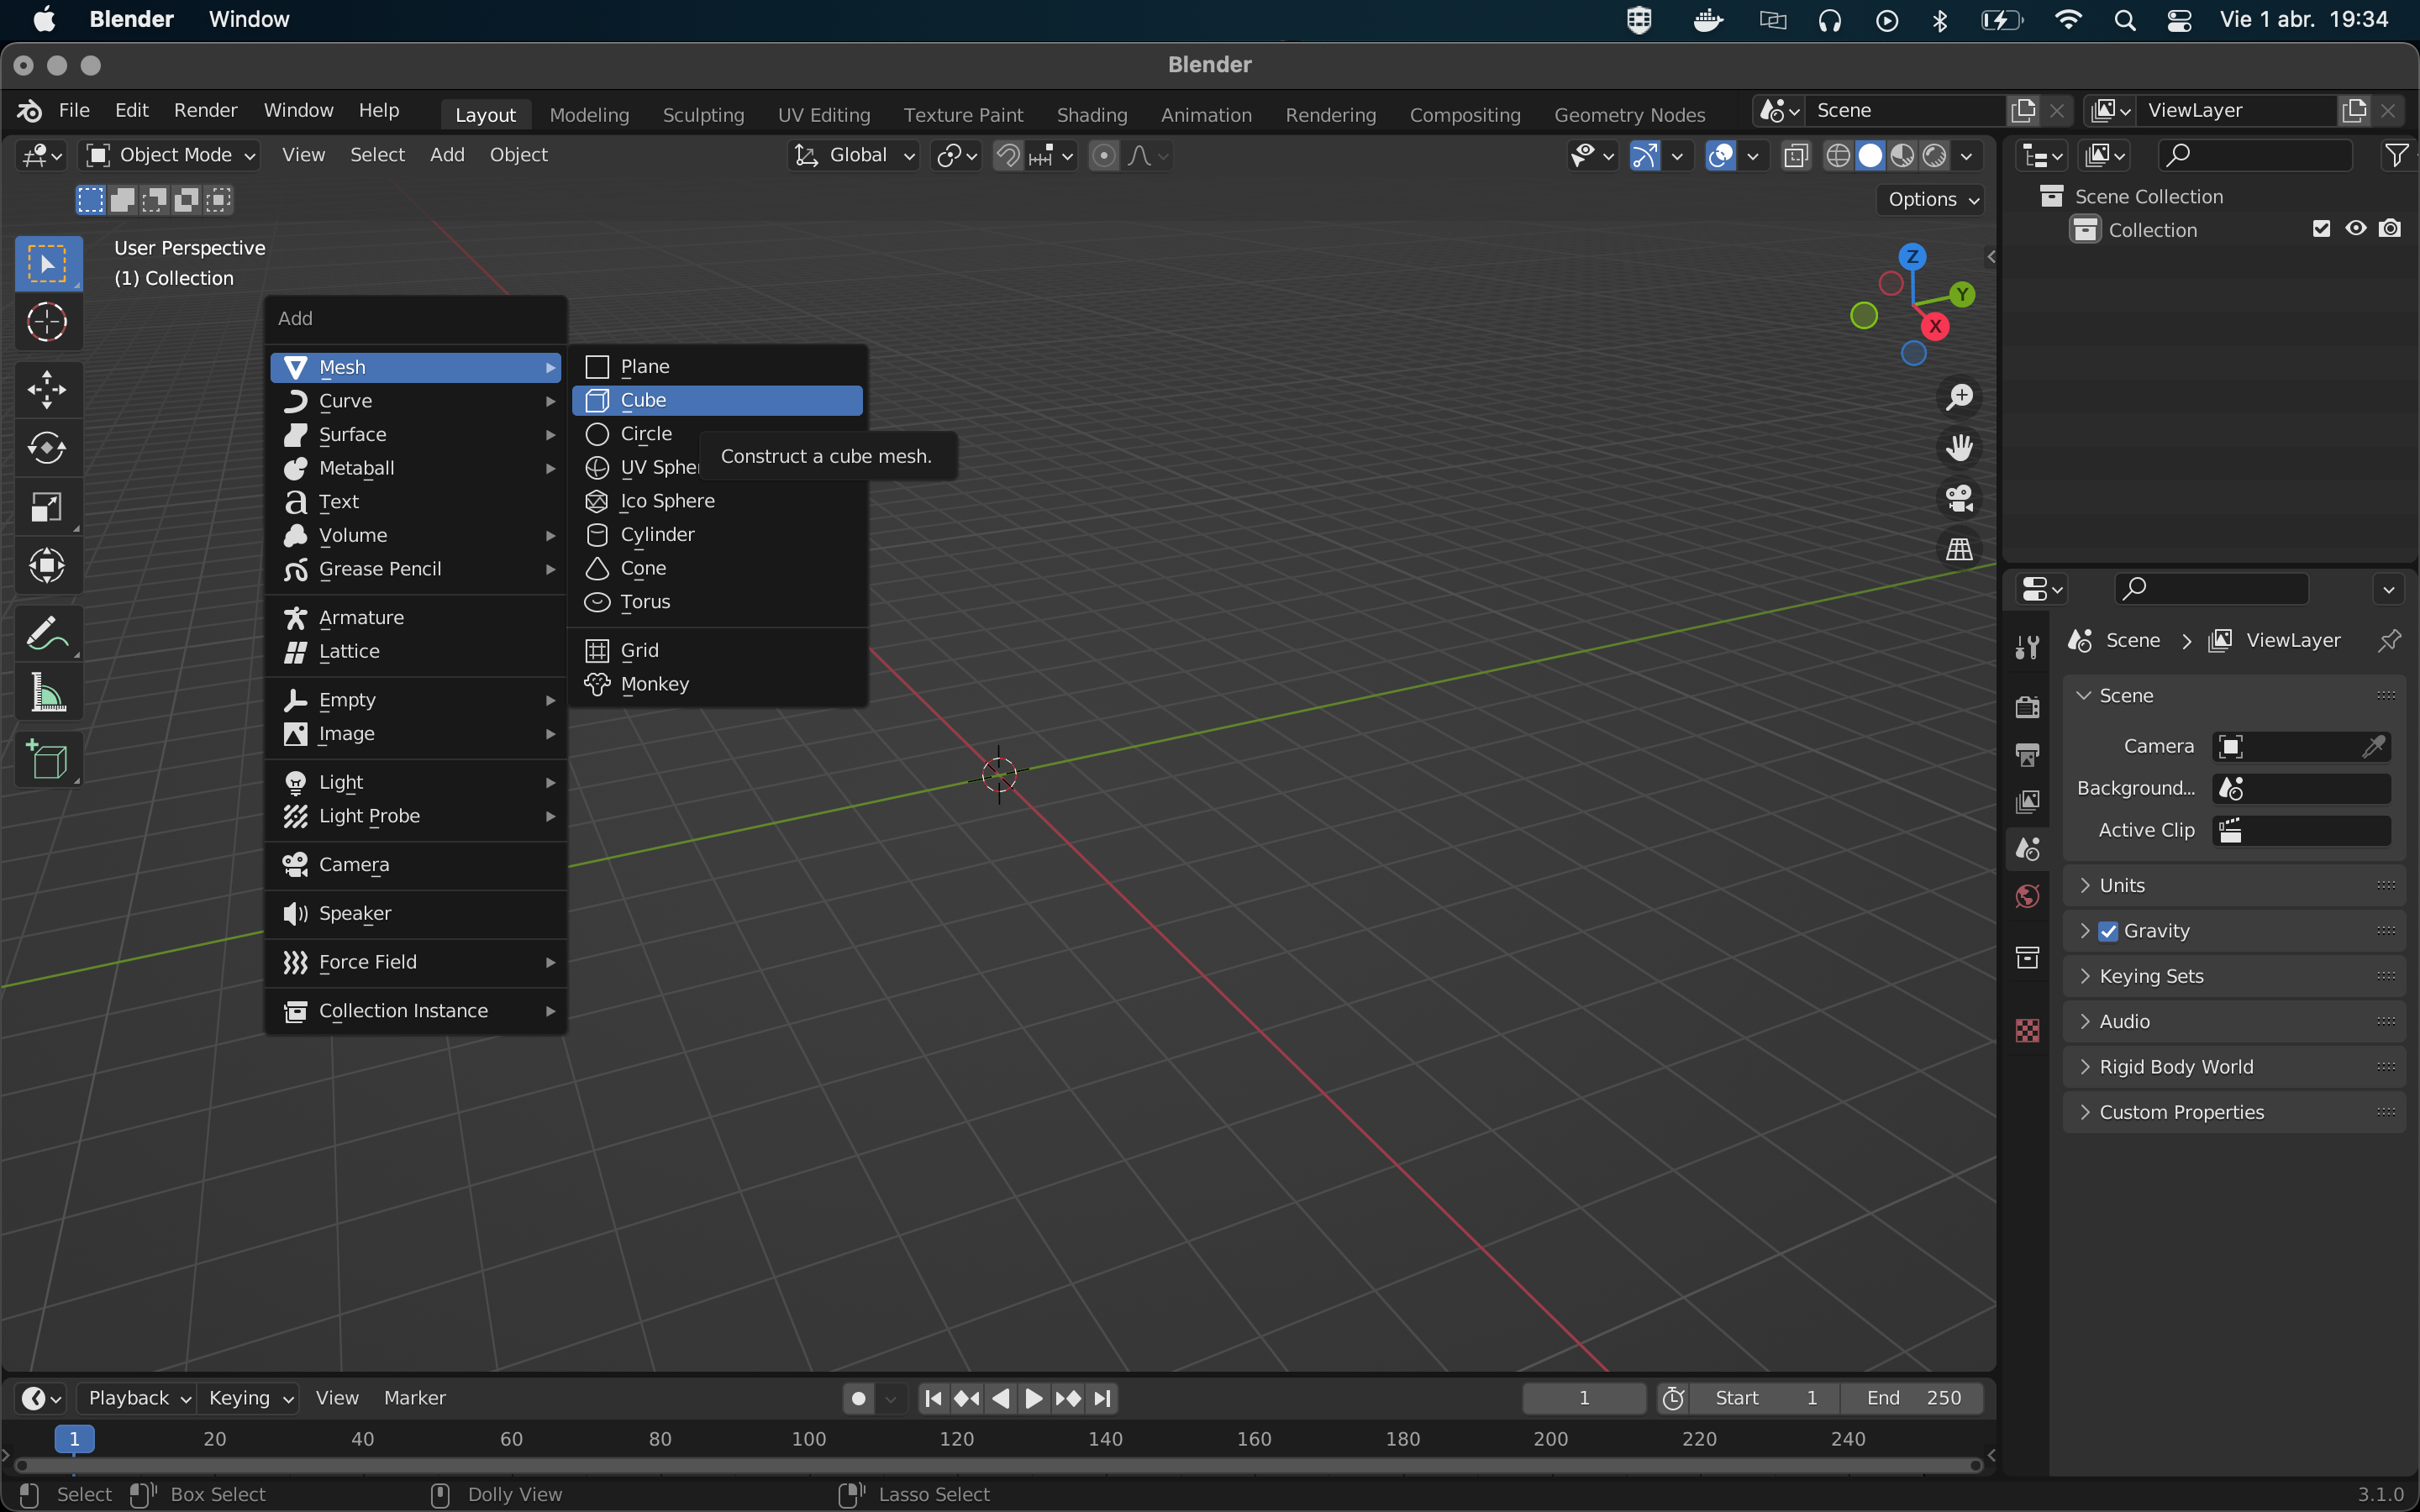 Blender Window Vie 1 abr. 19:34
Blender
File Edit Render Window Help Layout Modeling Sculpting UV Editing Texture Paint Shading Animation Rendering Compositing Geometry Nodes Scene ViewLayer
Object Mode View Select Add Object Global
Options
User Perspective
(1) Collection
Scene Collection
Collection
Z
Y
X
Add
Mesh
Curve
Surface
Metaball
Text
Volume
Grease Pencil
Armature
Lattice
Empty
Image
Light
Light Probe
Camera
Speaker
Force Field
Collection Instance
Plane
Cube
Circle
UV Spher
Construct a cube mesh.
Ico Sphere
Cylinder
Cone
Torus
Grid
Monkey
Scene ViewLayer
Scene
Camera
Background...
Active Clip
Units
Gravity
Keying Sets
Audio
Rigid Body World
Custom Properties
Playback Keying View Marker 1 Start 1 End 250
1 20 40 60 80 100 120 140 160 180 200 220 240
Select Box Select Dolly View Lasso Select 3.1.0